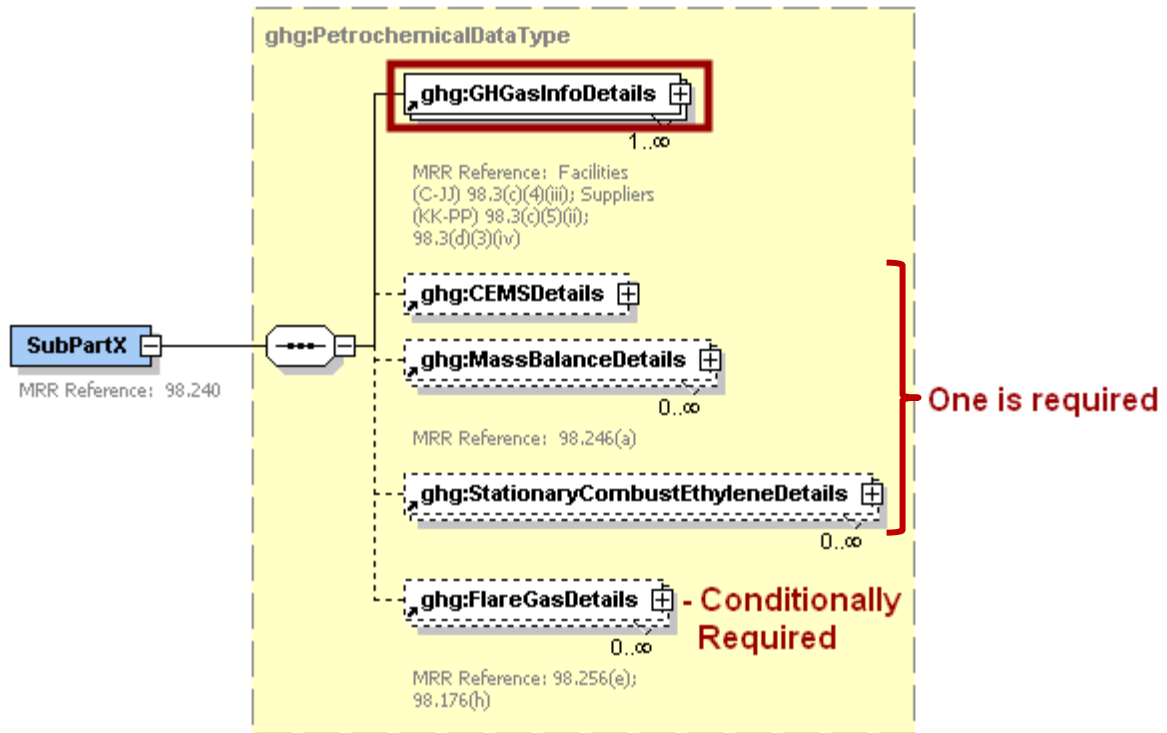 ghg:PetrochemicalDataType
ghg:GHGasInfoDetails
1..∞
MRR Reference: Facilities
(C-JJ) 98.3(c)(4)(iii); Suppliers
(KK-PP) 98.3(c)(5)(ii);
98.3(d)(3)(iv)
ghg:CEMSDetails
SubPartX
MRR Reference: 98.240
ghg:MassBalanceDetails
0..∞
MRR Reference: 98.246(a)
One is required
ghg:StationaryCombustEthyleneDetails
0..∞
ghg:FlareGasDetails
- Conditionally
Required
0..∞
MRR Reference: 98.256(e);
98.176(h)